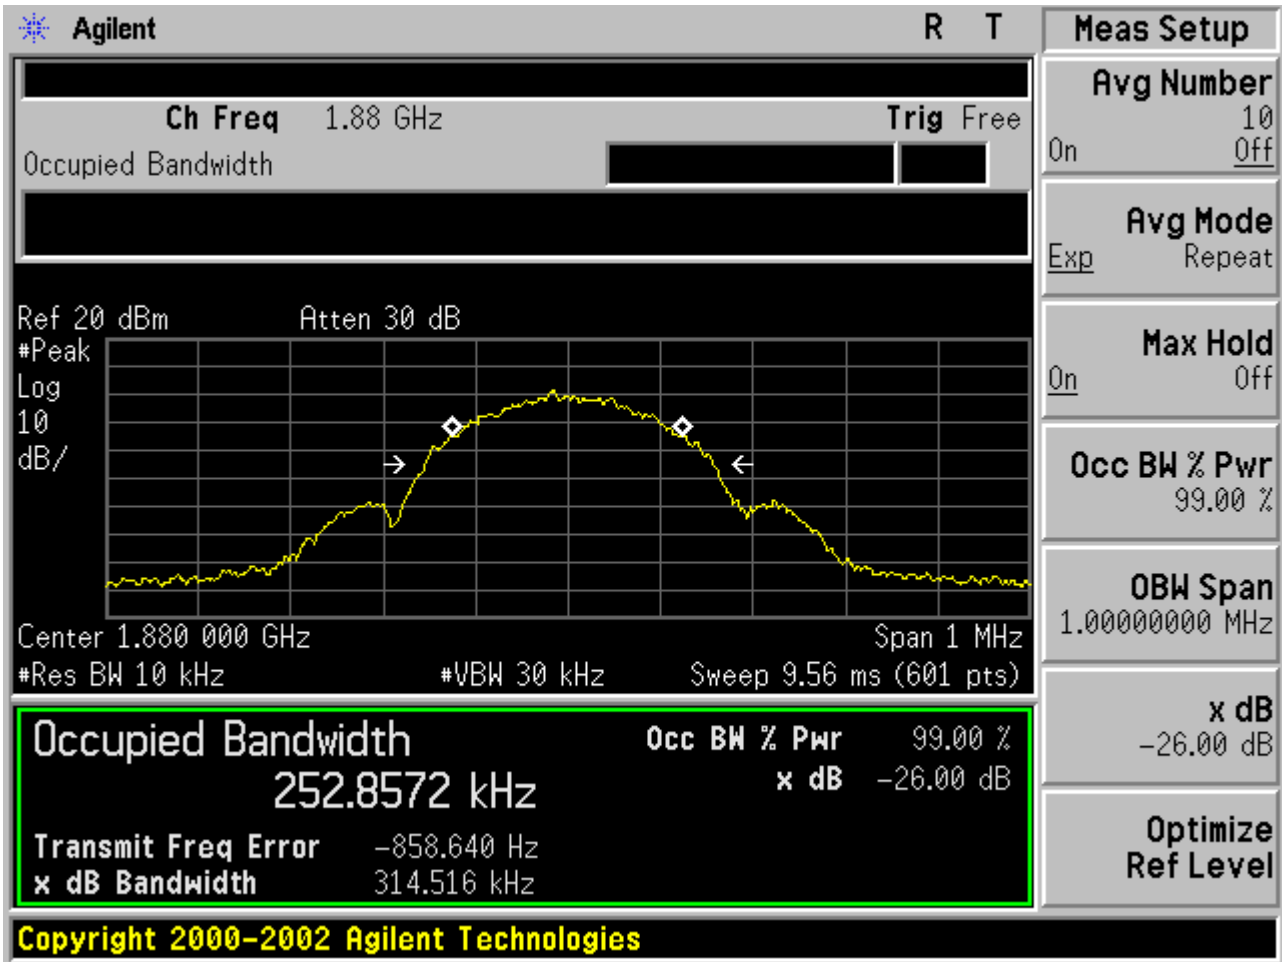 Agilent
R T
Ch Freq 1.88 GHz
Trig Free
Occupied Bandwidth
Ref 20 dBm
Atten 30 dB
#Peak
Log
10
dB/
Center 1.880 000 GHz
Span 1 MHz
#Res BW 10 kHz
#VBW 30 kHz
Sweep 9.56 ms (601 pts)
Occupied Bandwidth
252.8572 kHz
Occ BW % Pwr 99.00 %
x dB -26.00 dB
Transmit Freq Error -858.640 Hz
x dB Bandwidth 314.516 kHz
Copyright 2000-2002 Agilent Technologies
Meas Setup
Avg Number
10
On Off
Avg Mode
Exp Repeat
Max Hold
On Off
Occ BW % Pwr
99.00 %
OBW Span
1.00000000 MHz
x dB
-26.00 dB
Optimize
Ref Level